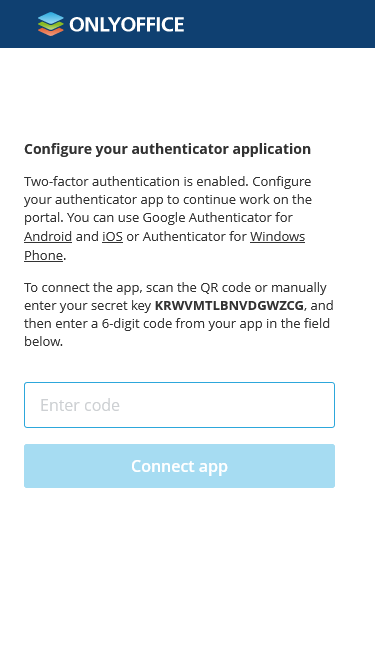 ONLYOFFICE
Configure your authenticator application
Two-factor authentication is enabled. Configure
your authenticator app to continue work on the
portal. You can use Google Authenticator for
Android and iOS or Authenticator for Windows
Phone.
To connect the app, scan the QR code or manually
enter your secret key KRWVMTLBNVDGWZCG, and
then enter a 6-digit code from your app in the field
below.
Enter code
Connect app